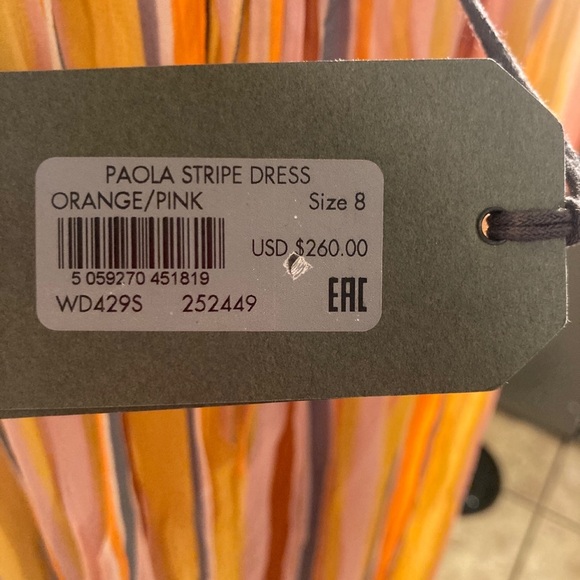 PAOLA STRIPE DRESS
ORANGE/PINK Size 8
USD $260.00
5 059270 451819
WD429S 252449 EAC